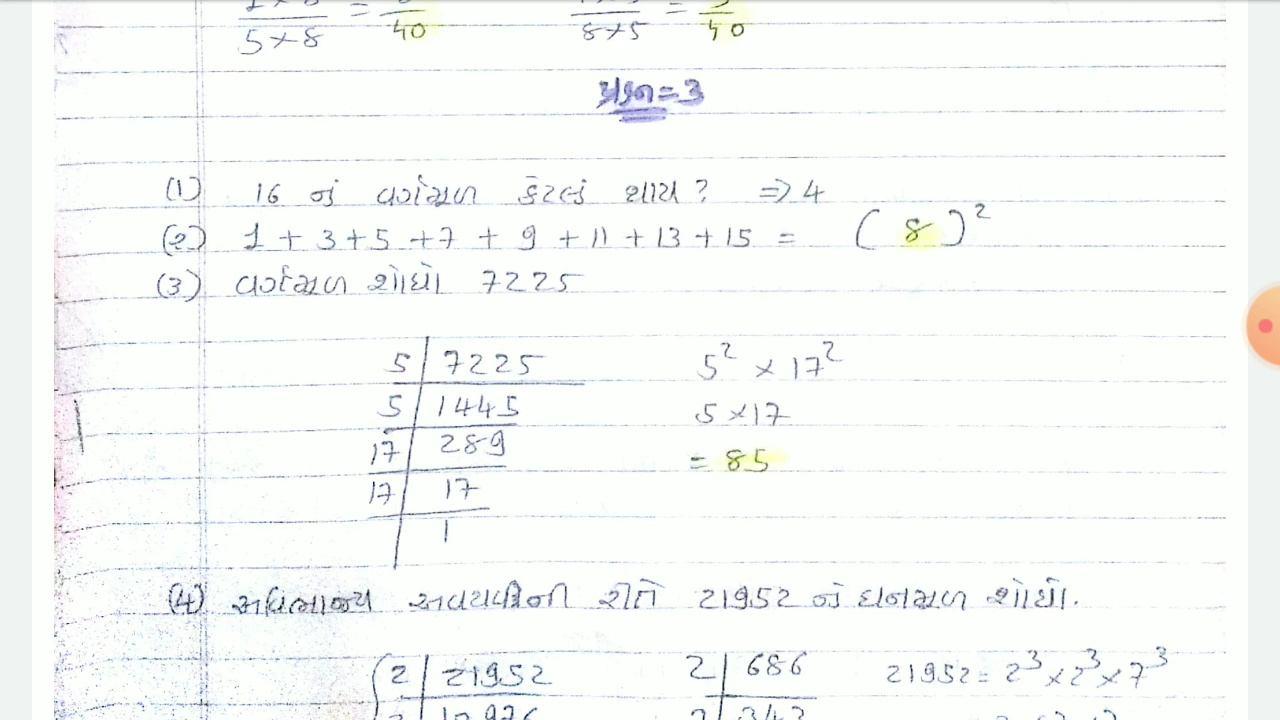 5×8 40 8×5 40
પ્રશ્ન = 3
(1) 16 નું વર્ગમૂળ કેટલું થાય? ⇒ 4
(૨) 1 + 3 + 5 + 7 + 9 + 11 + 13 + 15 = (8)²
(૩) વર્ગમૂળ શોધો 7225
5 | 7225 5² × 17²
5 | 1445 5 × 17
17 | 289 = 85
17 | 17
1
(4) અવિભાજ્ય અવયવીની રીતે 21952 નું ઘનમૂળ શોધો.
2 | 21952 2 | 686 21952 = 2³ × 2³ × 7³